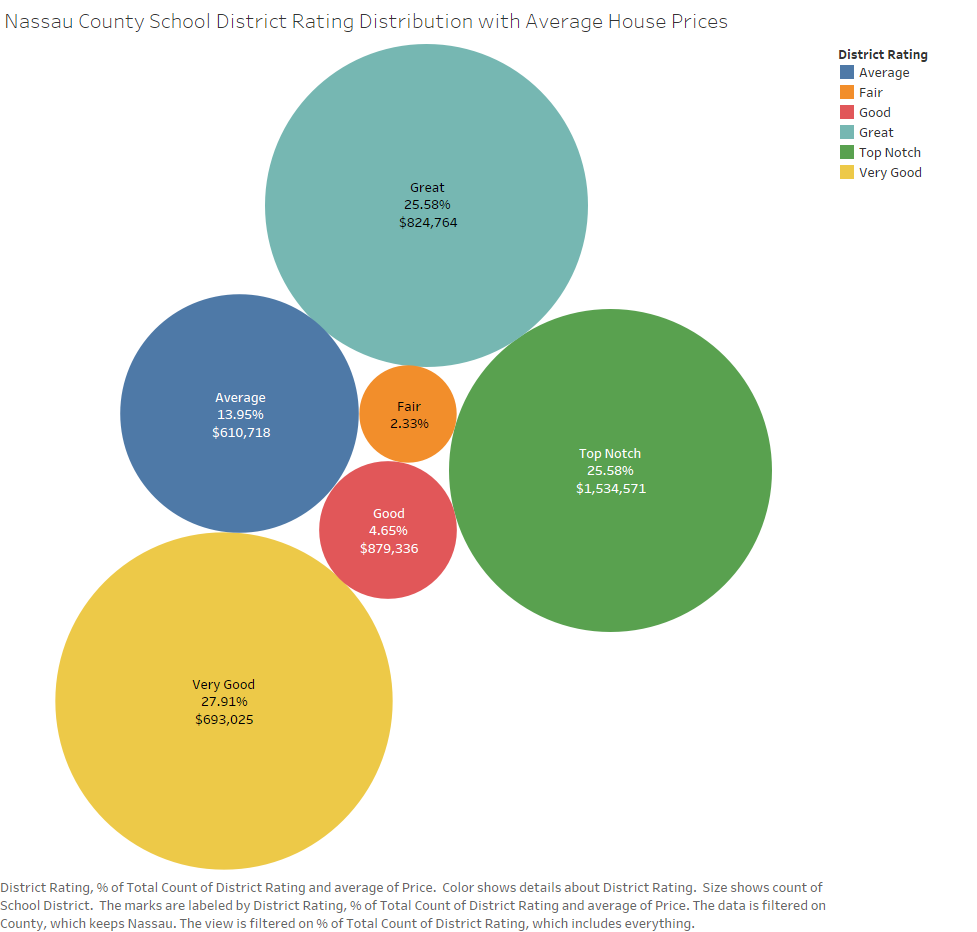 Nassau County School District Rating Distribution with Average House Prices
District Rating
Average
Fair
Good
Great
Top Notch
Very Good
Great
25.58%
$824,764
Average
13.95%
$610,718
Fair
2.33%
Top Notch
25.58%
$1,534,571
Good
4.65%
$879,336
Very Good
27.91%
$693,025
District Rating, % of Total Count of District Rating and average of Price.  Color shows details about District Rating.  Size shows count of
School District.  The marks are labeled by District Rating, % of Total Count of District Rating and average of Price. The data is filtered on
County, which keeps Nassau. The view is filtered on % of Total Count of District Rating, which includes everything.